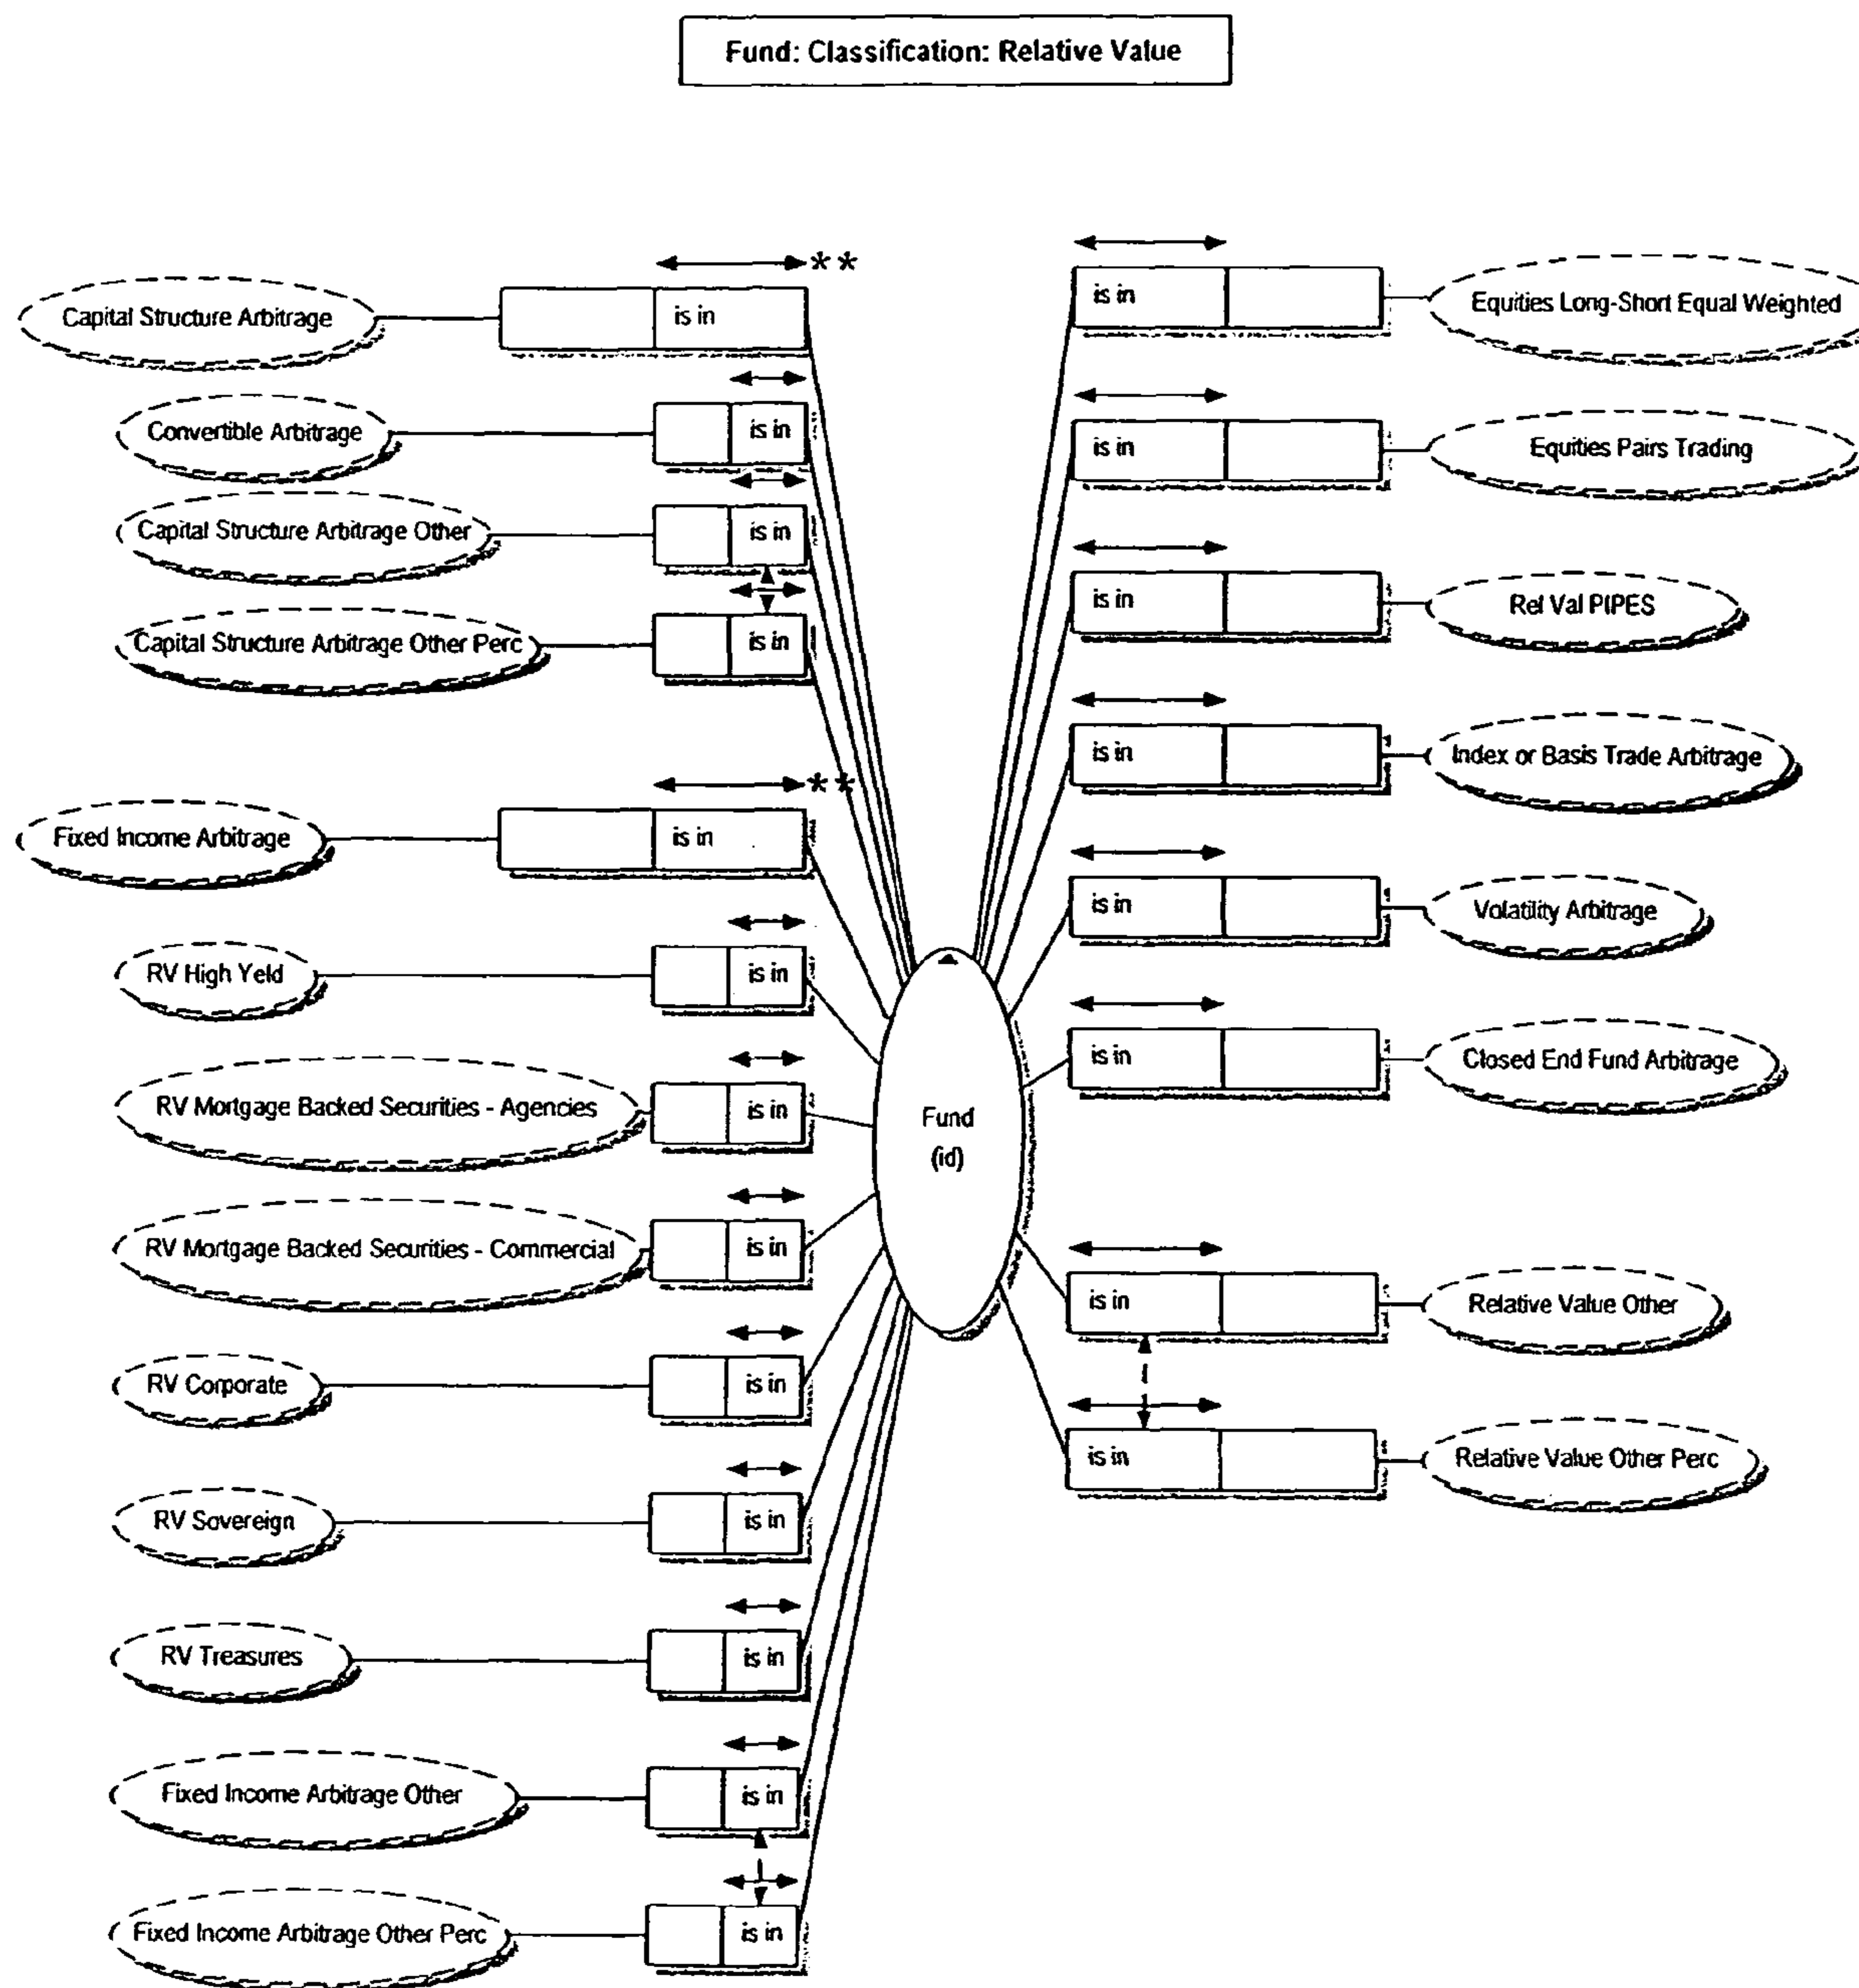 Fund: Classification: Relative Value
**
Capital Structure Arbitrage
is in
Convertible Arbitrage
is in
Capital Structure Arbitrage Other
is in
Capital Structure Arbitrage Other Perc
is in
**
Fixed Income Arbitrage
is in
RV High Yeld
is in
RV Mortgage Backed Securities - Agencies
is in
RV Mortgage Backed Securities - Commercial
is in
RV Corporate
is in
RV Sovereign
is in
RV Treasures
is in
Fixed Income Arbitrage Other
is in
Fixed Income Arbitrage Other Perc
is in
Fund
(id)
is in
Equities Long-Short Equal Weighted
is in
Equities Pairs Trading
is in
Rel Val PIPES
is in
Index or Basis Trade Arbitrage
is in
Volatility Arbitrage
is in
Closed End Fund Arbitrage
is in
Relative Value Other
is in
Relative Value Other Perc